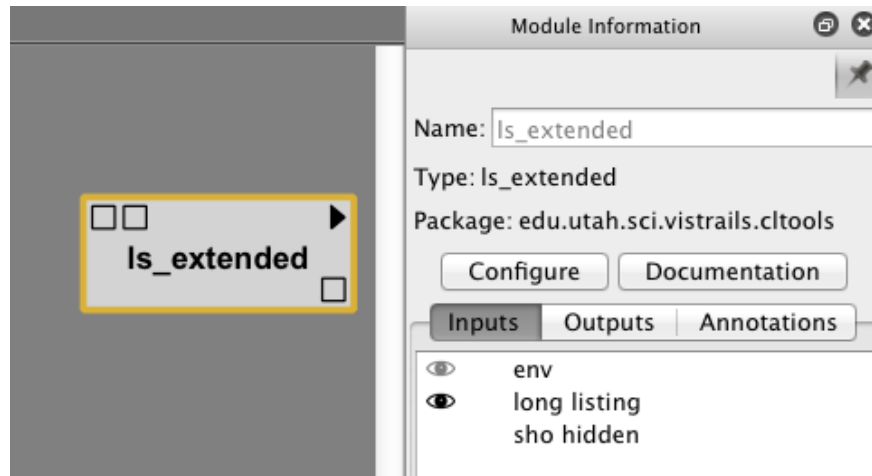 ls_extended
Module Information
Name: ls_extended
Type: ls_extended
Package: edu.utah.sci.vistrails.cltools
Configure Documentation
Inputs Outputs Annotations
env
long listing
sho hidden